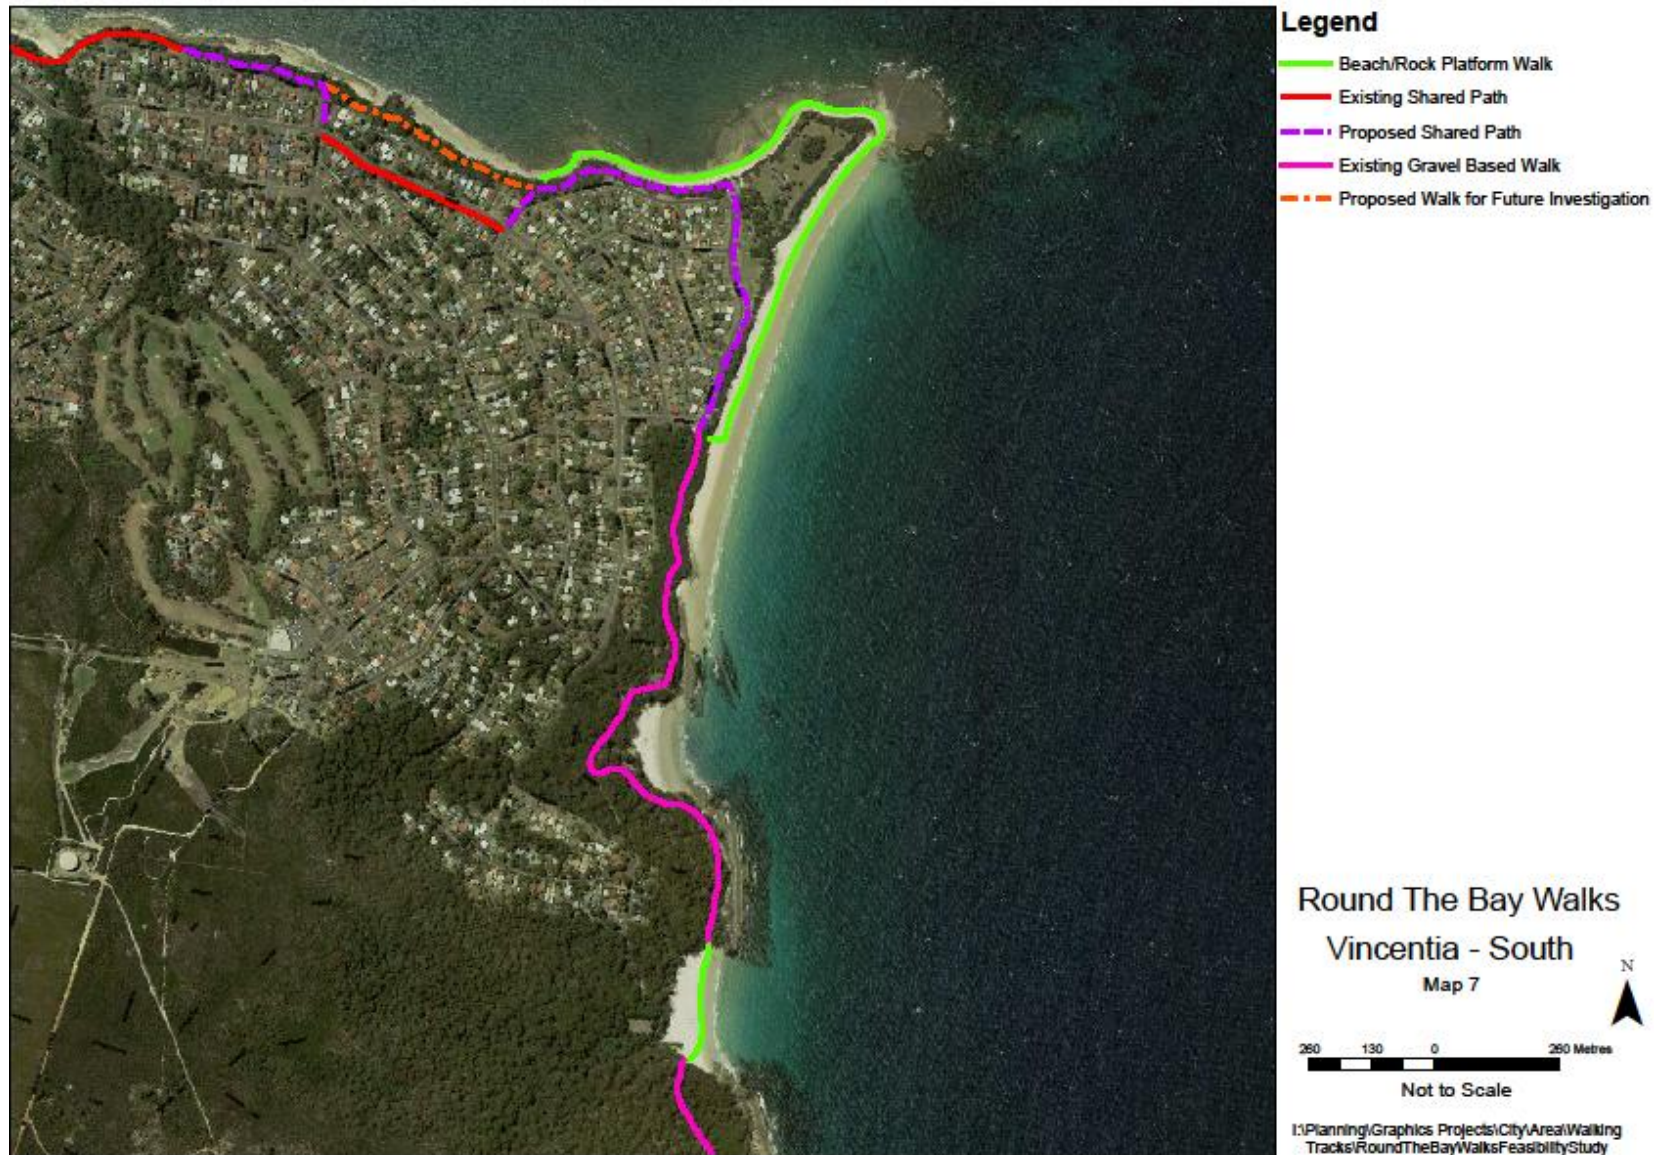 Legend
Beach/Rock Platform Walk
Existing Shared Path
Proposed Shared Path
Existing Gravel Based Walk
Proposed Walk for Future Investigation
Round The Bay Walks
Vincentia - South
Map 7
N
260 130 0 260 Metres
Not to Scale
I:\Planning\Graphics Projects\City\Area\Walking
Tracks\RoundTheBayWalksFeasibilityStudy